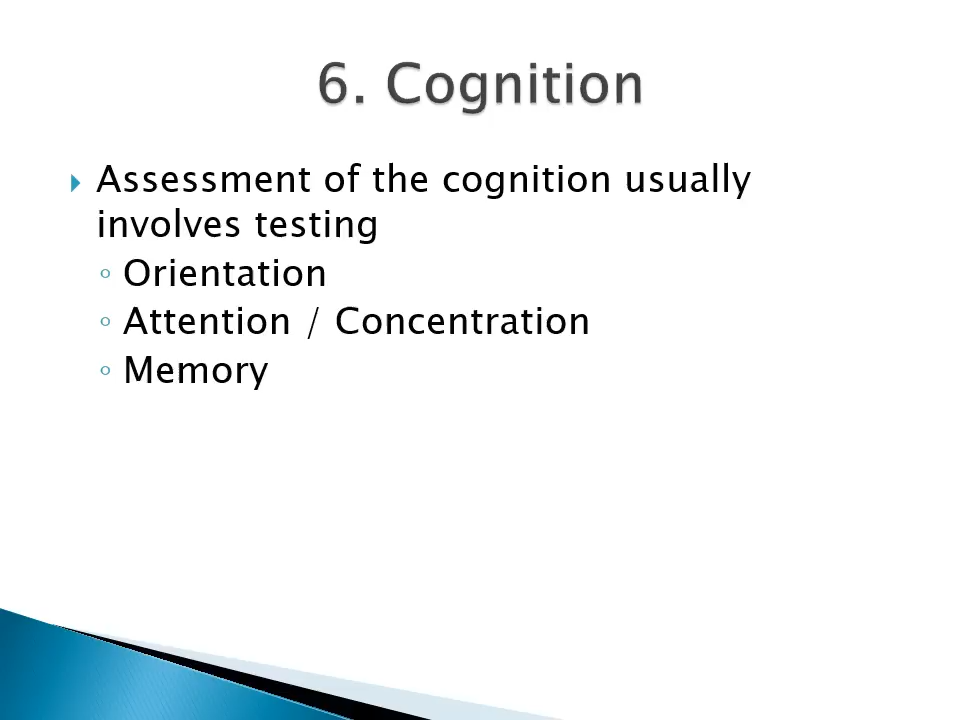 6. Cognition
Assessment of the cognition usually
involves testing
Orientation
Attention / Concentration
Memory